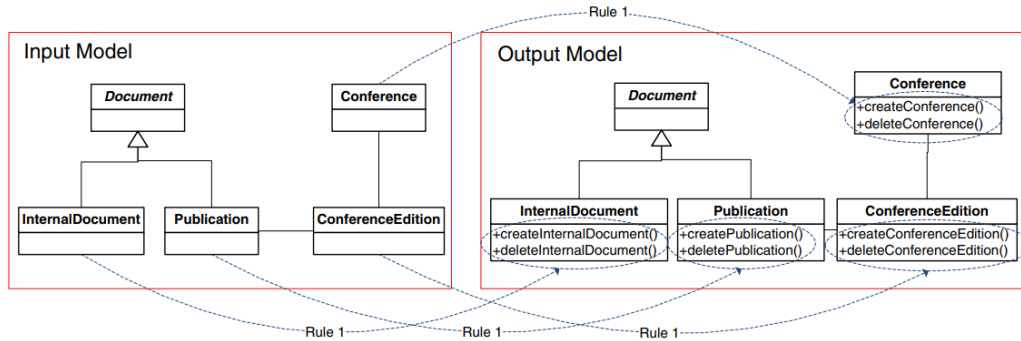 Rule 1
Input Model
Document
Conference
InternalDocument
Publication
ConferenceEdition
Output Model
Document
Conference
+createConference()
+deleteConference()
InternalDocument
+createInternalDocument()
+deleteInternalDocument()
Publication
+createPublication()
+deletePublication()
ConferenceEdition
+createConferenceEdition()
+deleteConferenceEdition()
Rule 1
Rule 1
Rule 1